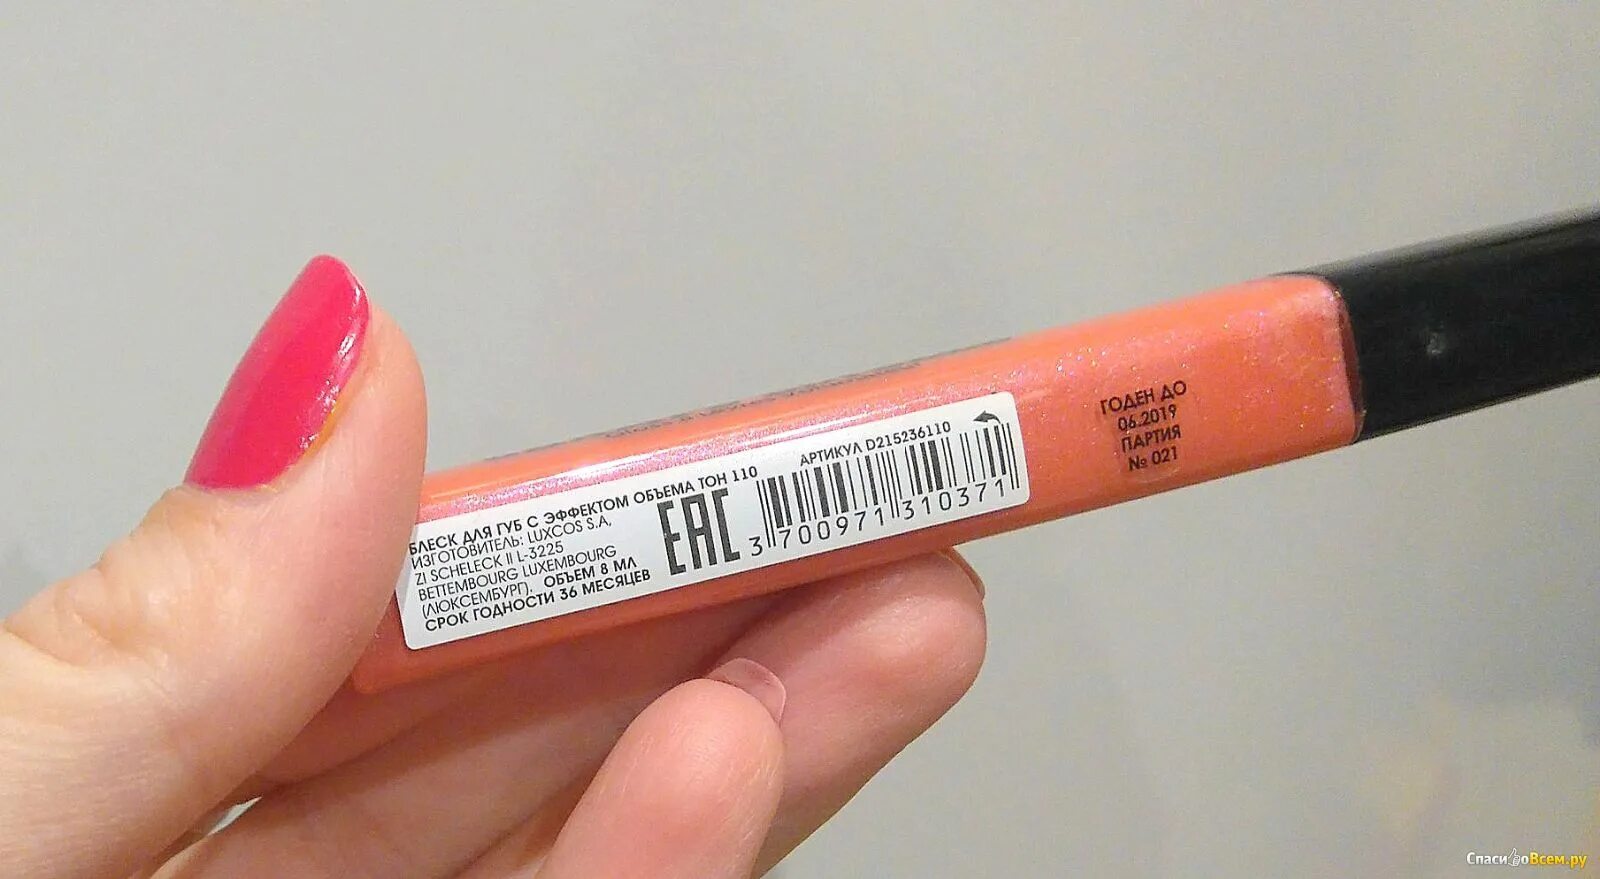 БЛЕСК ДЛЯ ГУБ С ЭФФЕКТОМ ОБЪЕМА ТОН 110
ИЗГОТОВИТЕЛЬ: LUXCOS S.A,
ZI SCHELECK II L-3225
BETTEMBOURG LUXEMBOURG
(ЛЮКСЕМБУРГ). ОБЪЕМ 8 МЛ
СРОК ГОДНОСТИ 36 МЕСЯЦЕВ
EAC
АРТИКУЛ D215236110
3 700971 310371
ГОДЕН ДО
06.2019
ПАРТИЯ
№ 021
СпасибоВсем.ру